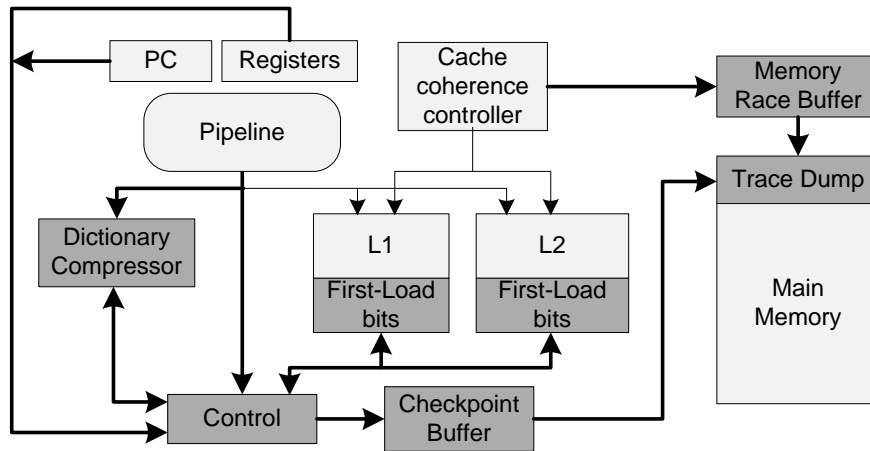 PC
Registers
Cache
coherence
controller
Memory
Race Buffer
Pipeline
Trace Dump
Dictionary
Compressor
L1
L2
First-Load
bits
First-Load
bits
Main
Memory
Control
Checkpoint
Buffer